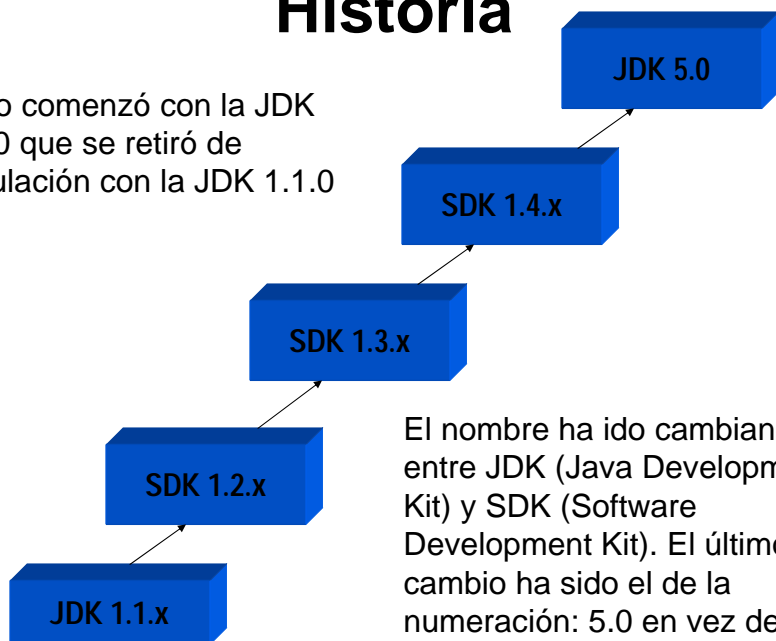 Historia
JDK 5.0
o comenzó con la JDK
0 que se retiró de
ulación con la JDK 1.1.0
SDK 1.4.x
SDK 1.3.x
SDK 1.2.x
JDK 1.1.x
El nombre ha ido cambian
entre JDK (Java Developm
Kit) y SDK (Software
Development Kit). El último
cambio ha sido el de la
numeración: 5.0 en vez de